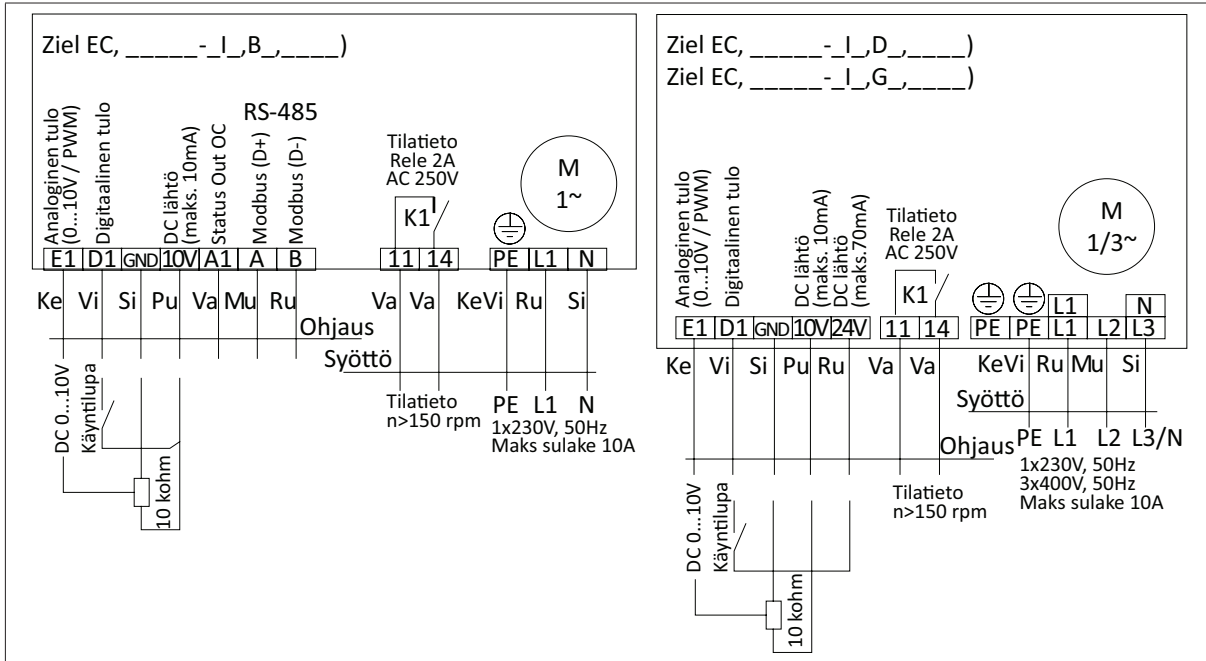 Ziel EC, _____-_I_,B_,____)
RS-485
Analoginen tulo
(0...10V / PWM)
Digitaalinen tulo
DC lähtö
(maks. 10mA)
Status Out OC
Modbus (D+)
Modbus (D-)
Tilatieto
Rele 2A
AC 250V
K1
M
1~
E1 D1 GND 10V A1 A B
11 14
PE L1 N
Ke Vi Si Pu Va Mu Ru
Va Va
KeVi Ru Si
Ohjaus
Syöttö
DC 0...10V
Käyntilupa
10 kohm
Tilatieto
n>150 rpm
PE L1 N
1x230V, 50Hz
Maks sulake 10A
Ziel EC, _____-_I_,D_,____)
Ziel EC, _____-_I_,G_,____)
Analoginen tulo
(0...10V / PWM)
Digitaalinen tulo
DC lähtö
(maks. 10mA)
DC lähtö
(maks.70mA)
Tilatieto
Rele 2A
AC 250V
K1
M
1/3~
L1 N
E1 D1 GND 10V 24V
11 14
PE PE L1 L2 L3
Ke Vi Si Pu Ru
Va Va
KeVi Ru Mu Si
Syöttö
Ohjaus
PE L1 L2 L3/N
1x230V, 50Hz
3x400V, 50Hz
Maks sulake 10A
Tilatieto
n>150 rpm
DC 0...10V
Käyntilupa
10 kohm